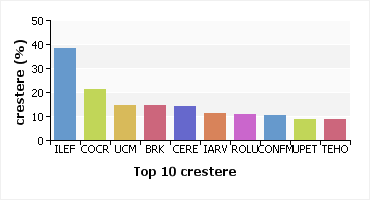 crestere (%)
50
40
30
20
10
0
ILEF COCR UCM BRK CERE IARV ROLU CONFM UPET TEHO
Top 10 crestere